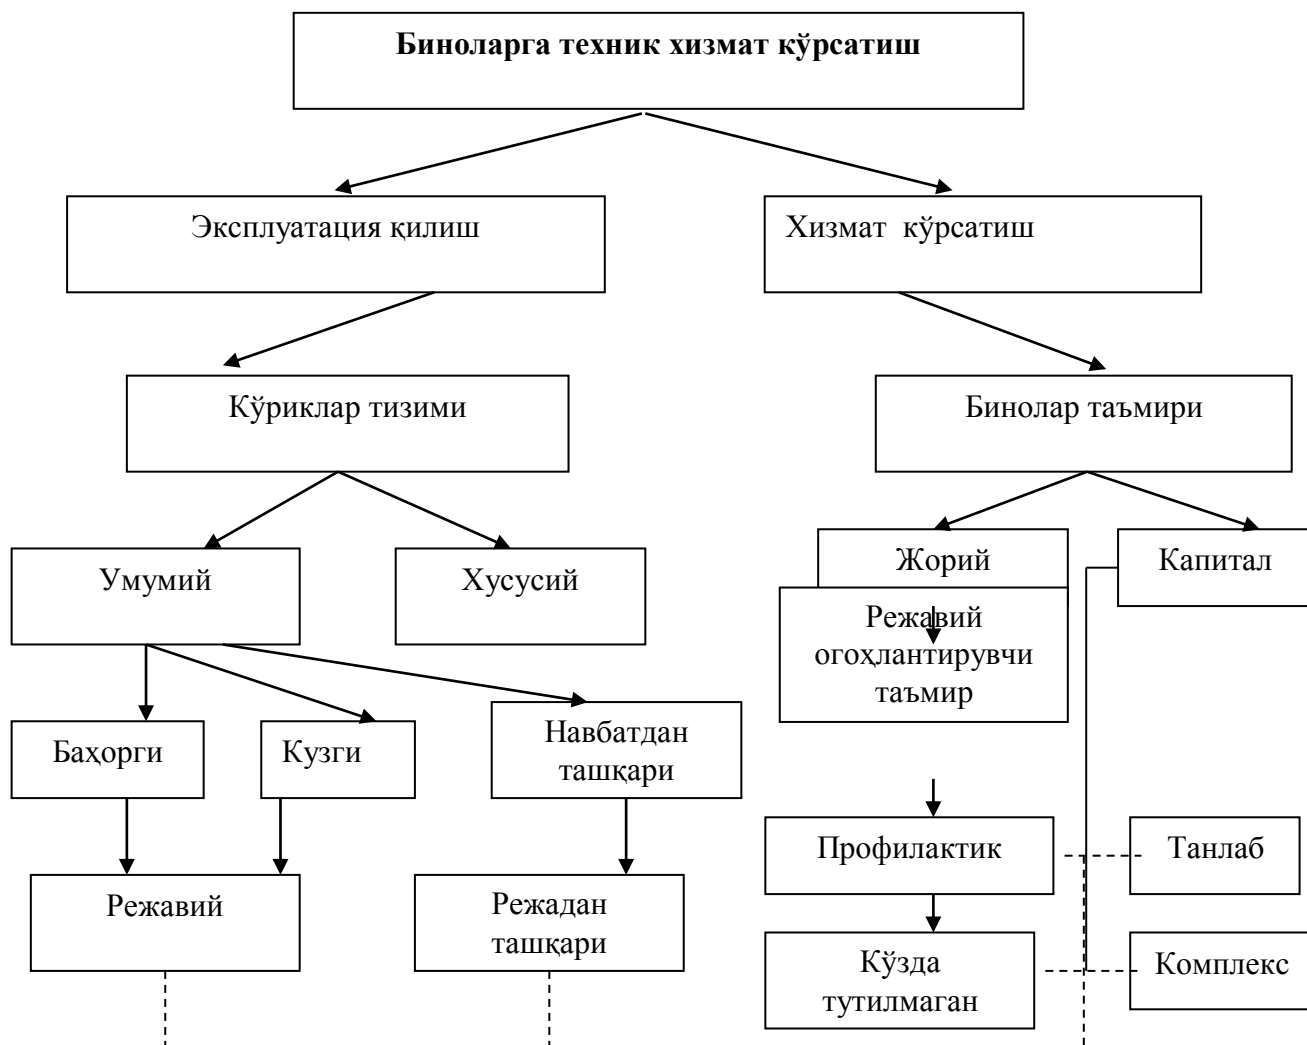 Биноларга техник хизмат кўрсатиш
Эксплуатация қилиш
Хизмат кўрсатиш
Кўриклар тизими
Бинолар таъмири
Умумий
Хусусий
Жорий
Капитал
Режавий
огоҳлантирувчи
таъмир
Баҳорги
Кузги
Навбатдан
ташқари
Профилактик
Танлаб
Режавий
Режадан
ташқари
Кўзда
тутилмаган
Комплекс